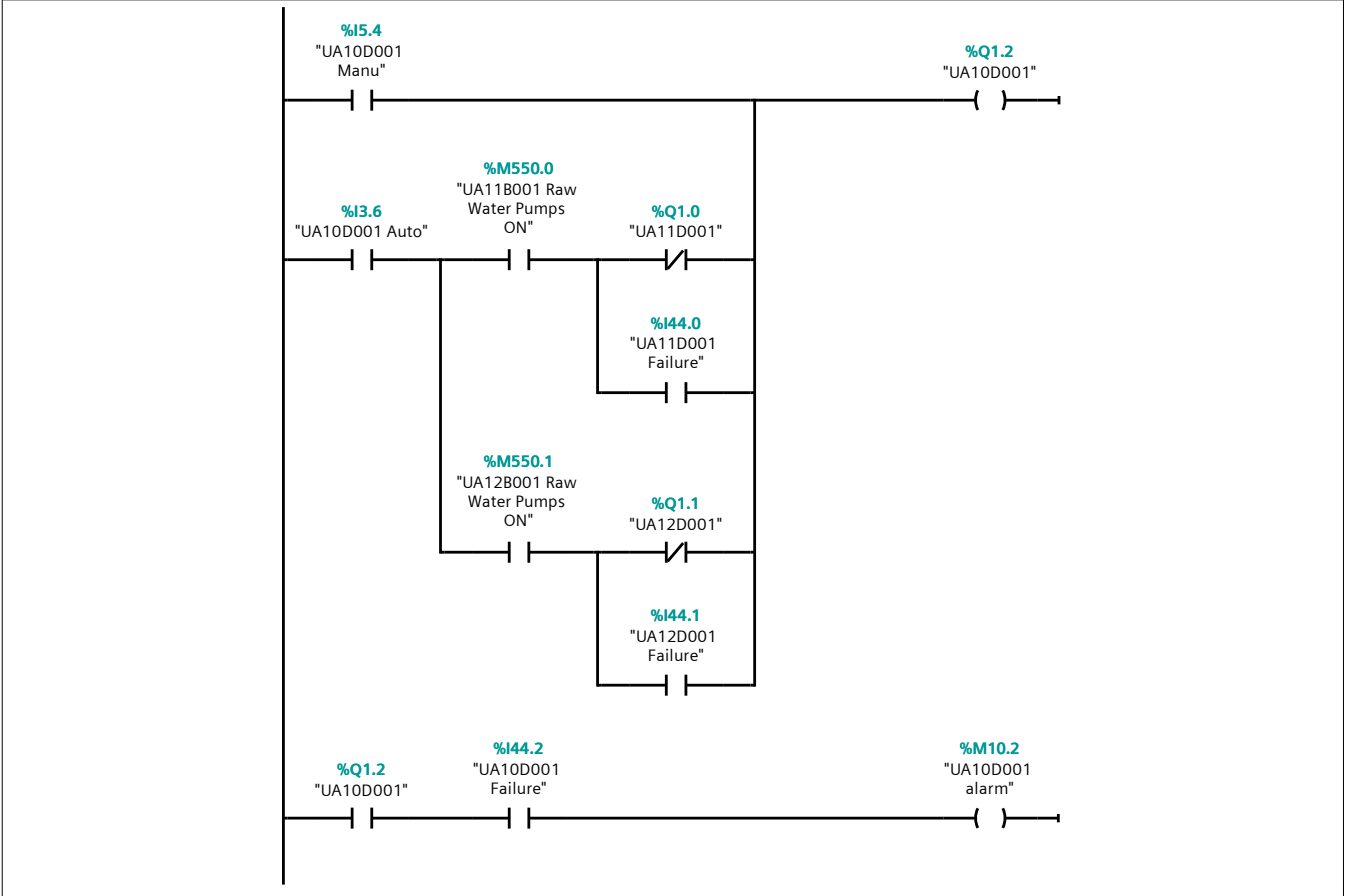 %I5.4
"UA10D001
Manu"
%Q1.2
"UA10D001"
%M550.0
"UA11B001 Raw
Water Pumps
ON"
%I3.6
"UA10D001 Auto"
%Q1.0
"UA11D001"
%I44.0
"UA11D001
Failure"
%M550.1
"UA12B001 Raw
Water Pumps
ON"
%Q1.1
"UA12D001"
%I44.1
"UA12D001
Failure"
%Q1.2
"UA10D001"
%I44.2
"UA10D001
Failure"
%M10.2
"UA10D001
alarm"